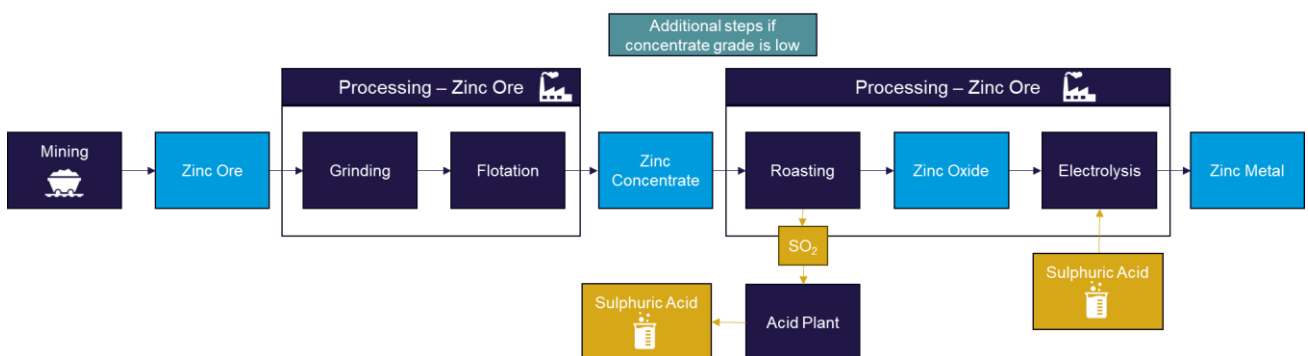 Additional steps if
concentrate grade is low
Processing – Zinc Ore
Processing – Zinc Ore
Mining
Zinc Ore
Grinding
Flotation
Zinc
Concentrate
Roasting
Zinc Oxide
Electrolysis
Zinc Metal
SO₂
Sulphuric Acid
Acid Plant
Sulphuric Acid